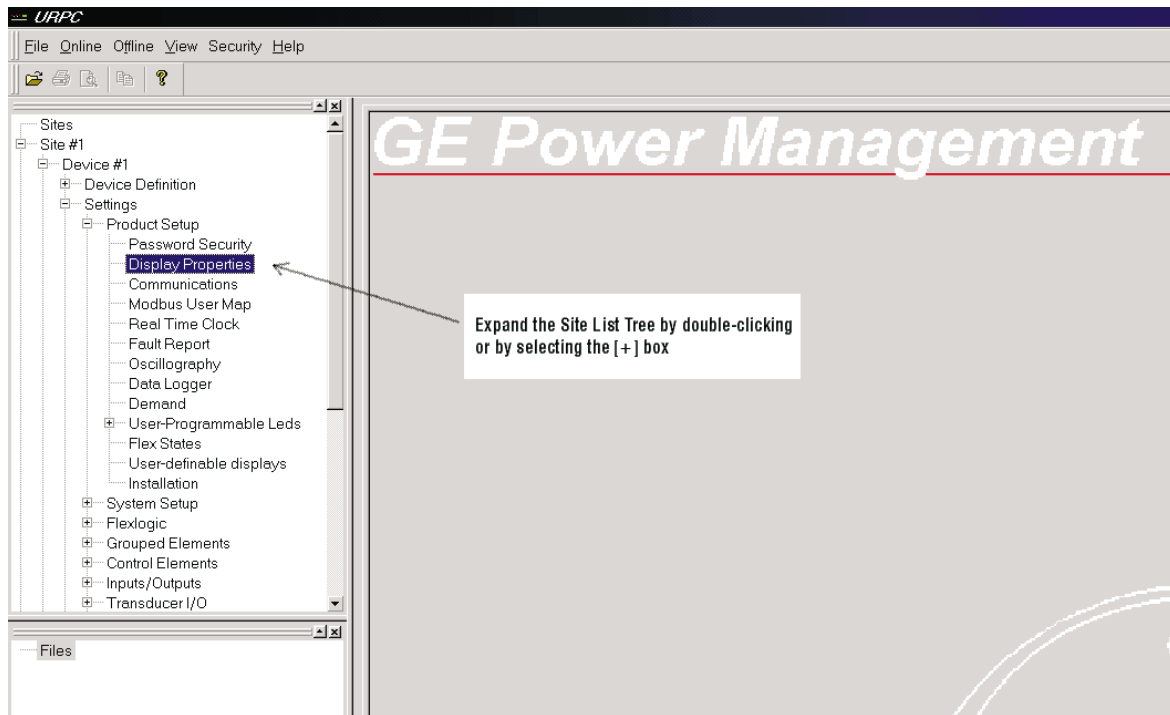 URPC
File Online Offline View Security Help
Sites
Site #1
Device #1
Device Definition
Settings
Product Setup
Password Security
Display Properties
Communications
Modbus User Map
Real Time Clock
Fault Report
Oscillography
Data Logger
Demand
User-Programmable Leds
Flex States
User-definable displays
Installation
System Setup
Flexlogic
Grouped Elements
Control Elements
Inputs/Outputs
Transducer I/O
Files
GE Power Management
Expand the Site List Tree by double-clicking
or by selecting the [+] box